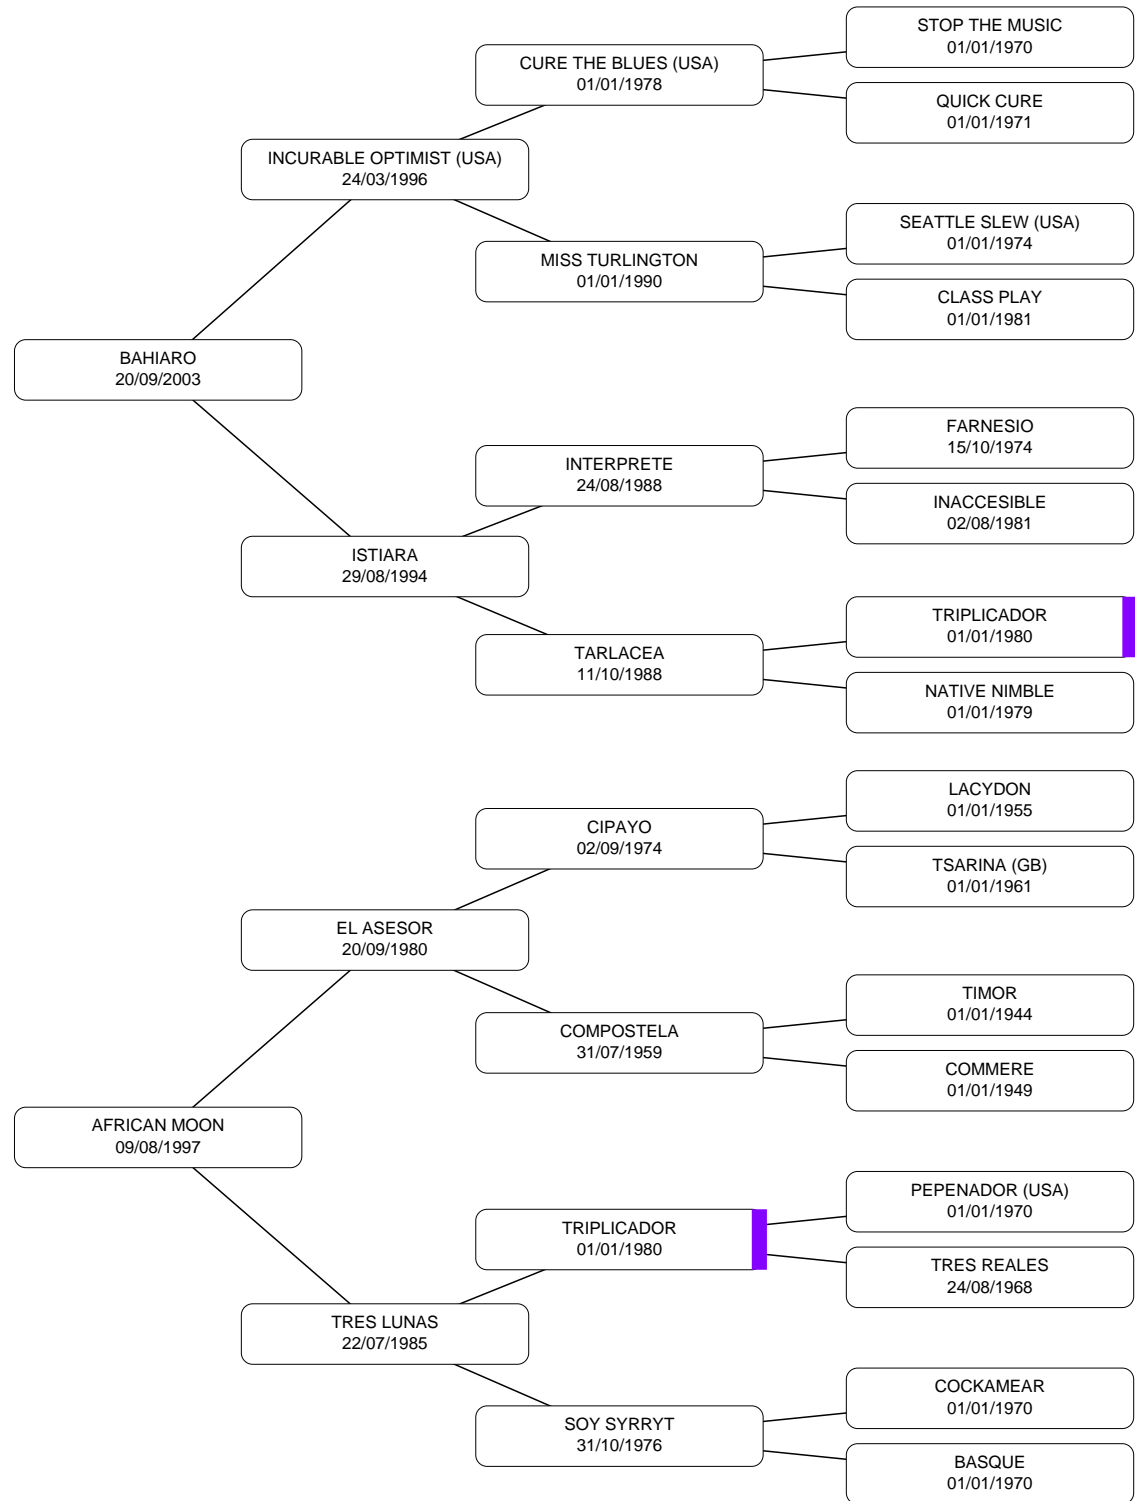 STOP THE MUSIC
01/01/1970
CURE THE BLUES (USA)
01/01/1978
QUICK CURE
01/01/1971
INCURABLE OPTIMIST (USA)
24/03/1996
SEATTLE SLEW (USA)
01/01/1974
MISS TURLINGTON
01/01/1990
CLASS PLAY
01/01/1981
BAHIARO
20/09/2003
FARNESIO
15/10/1974
INTERPRETE
24/08/1988
INACCESIBLE
02/08/1981
ISTIARA
29/08/1994
TRIPLICADOR
01/01/1980
TARLACEA
11/10/1988
NATIVE NIMBLE
01/01/1979
LACYDON
01/01/1955
CIPAYO
02/09/1974
TSARINA (GB)
01/01/1961
EL ASESOR
20/09/1980
TIMOR
01/01/1944
COMPOSTELA
31/07/1959
COMMERE
01/01/1949
AFRICAN MOON
09/08/1997
PEPENADOR (USA)
01/01/1970
TRIPLICADOR
01/01/1980
TRES REALES
24/08/1968
TRES LUNAS
22/07/1985
COCKAMEAR
01/01/1970
SOY SYRRYT
31/10/1976
BASQUE
01/01/1970